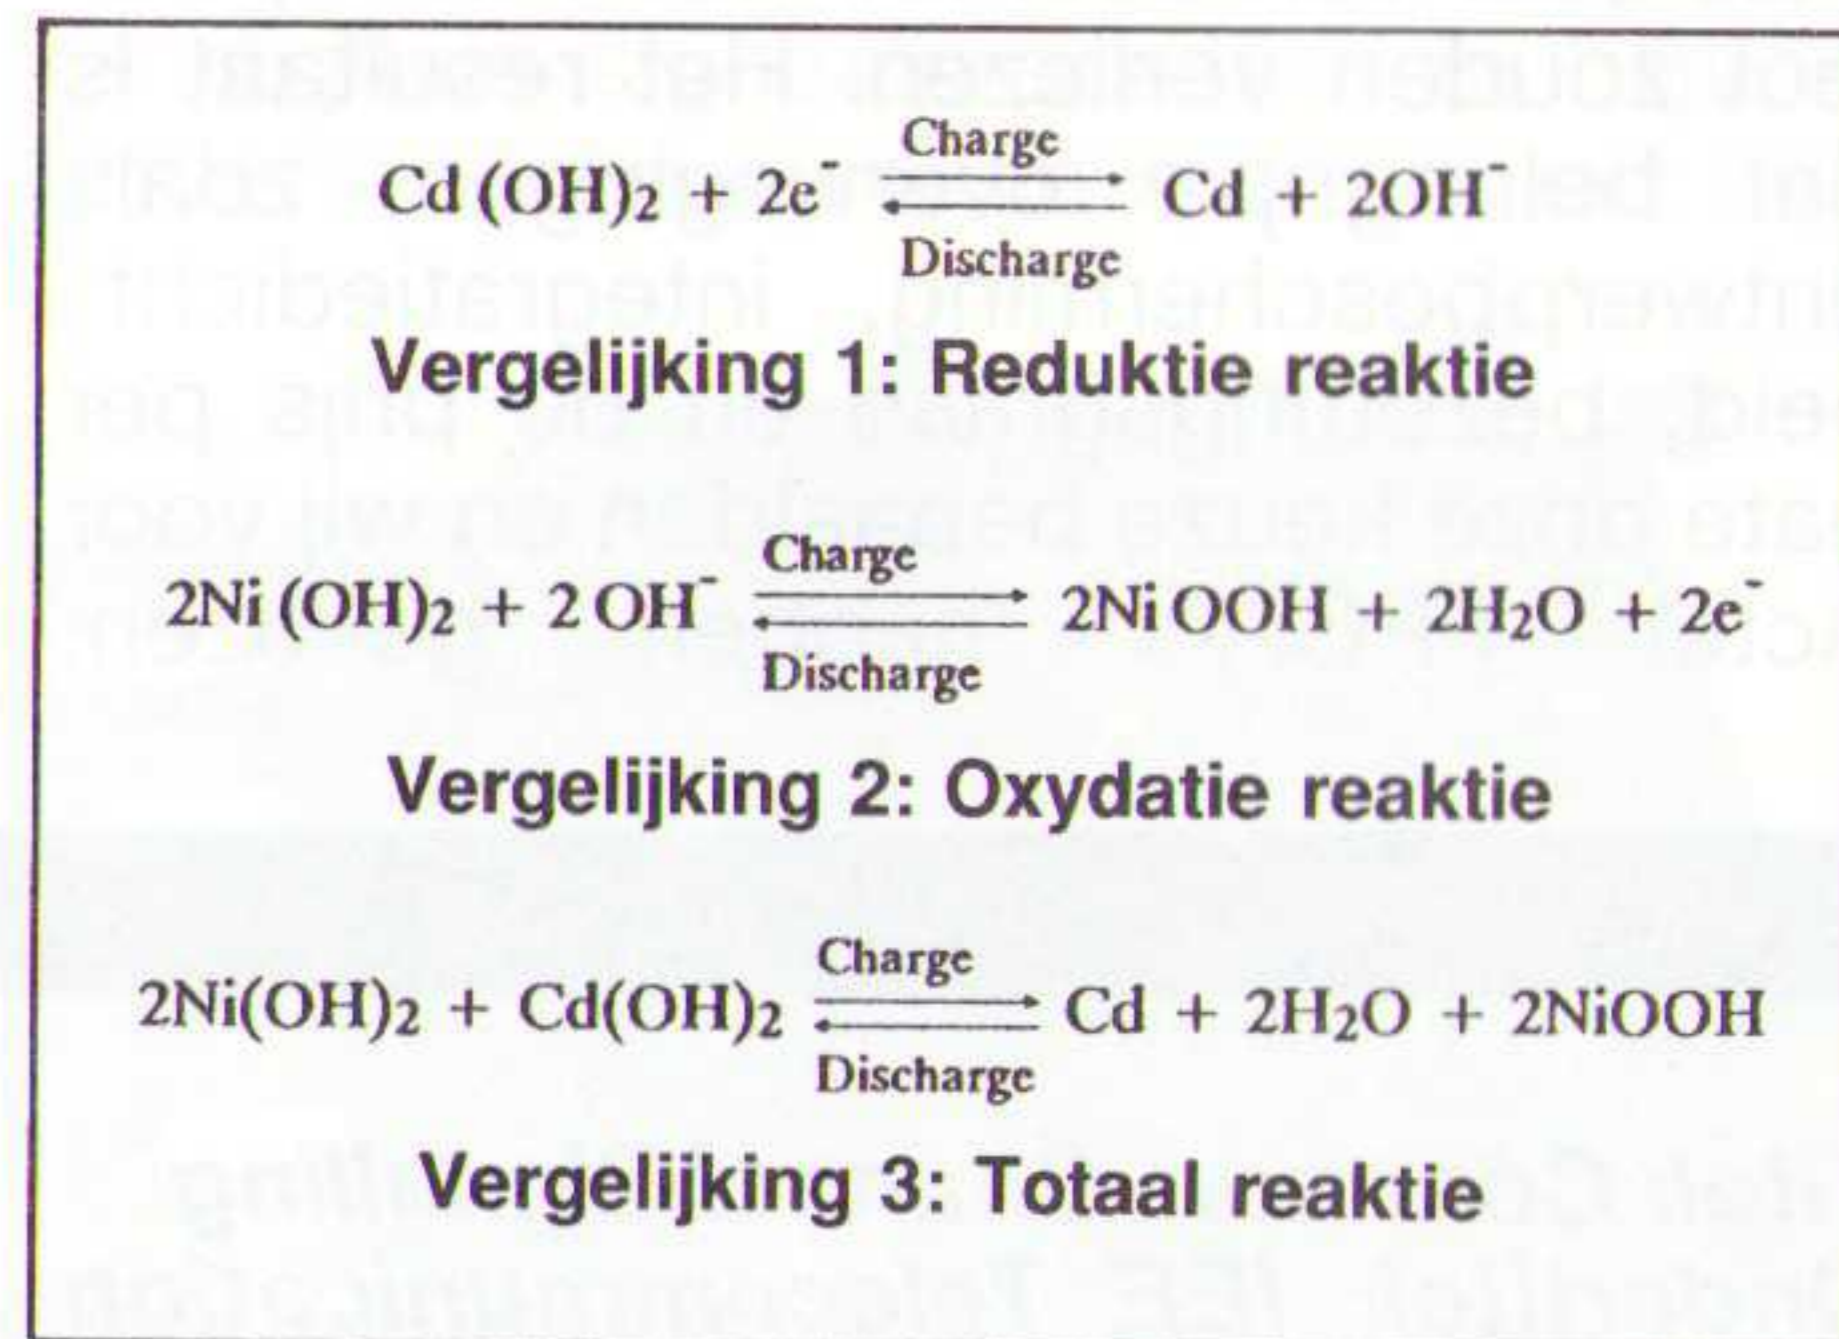 Charge
Cd (OH)₂ + 2e⁻ ⇄ Cd + 2OH⁻
Discharge
Vergelijking 1: Reduktie reaktie
Charge
2Ni (OH)₂ + 2 OH⁻ ⇄ 2Ni OOH + 2H₂O + 2e⁻
Discharge
Vergelijking 2: Oxydatie reaktie
Charge
2Ni(OH)₂ + Cd(OH)₂ ⇄ Cd + 2H₂O + 2NiOOH
Discharge
Vergelijking 3: Totaal reaktie